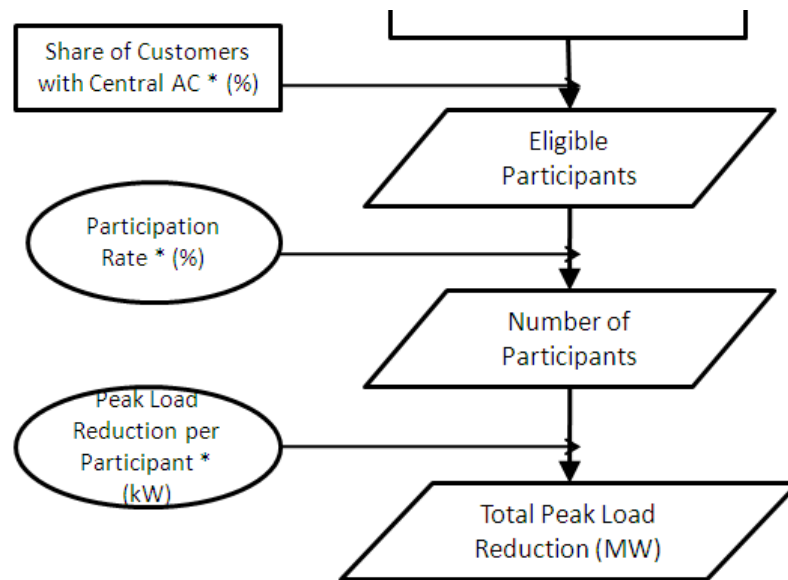 Share of Customers
with Central AC * (%)
Eligible
Participants
Participation
Rate * (%)
Number of
Participants
Peak Load
Reduction per
Participant *
(kW)
Total Peak Load
Reduction (MW)